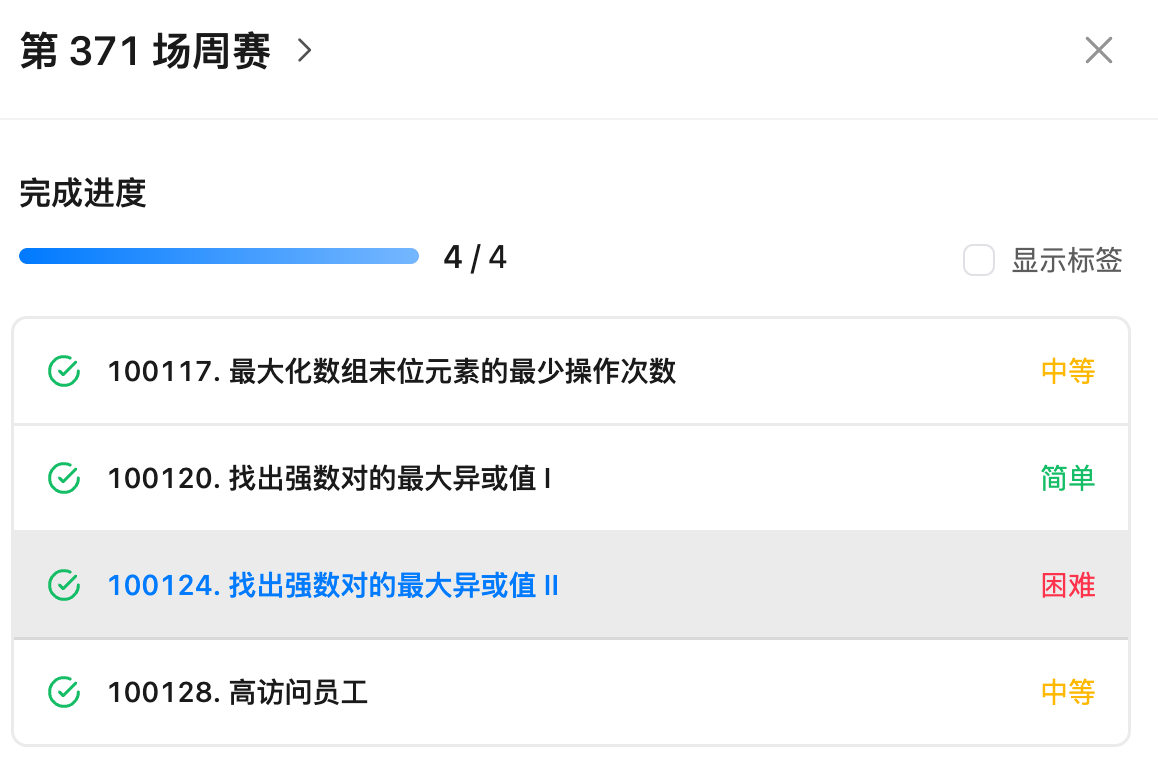 第 371 场周赛
完成进度
4 / 4
显示标签
100117. 最大化数组末位元素的最少操作次数 中等
100120. 找出强数对的最大异或值 I 简单
100124. 找出强数对的最大异或值 II 困难
100128. 高访问员工 中等